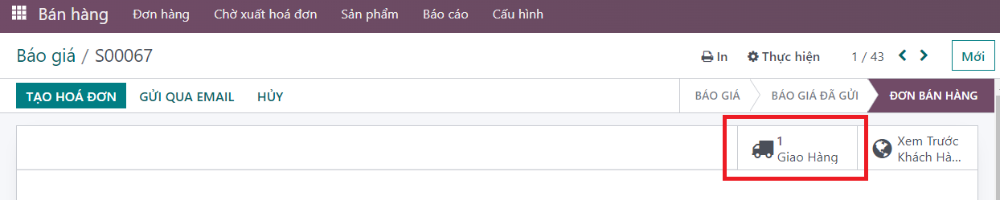 Bán hàng Đơn hàng Chờ xuất hoá đơn Sản phẩm Báo cáo Cấu hình
Báo giá / S00067 In Thực hiện 1 / 43 Mới
TẠO HOÁ ĐƠN GỬI QUA EMAIL HỦY BÁO GIÁ BÁO GIÁ ĐÃ GỬI ĐƠN BÁN HÀNG
1
Giao Hàng
Xem Trước
Khách Hà...